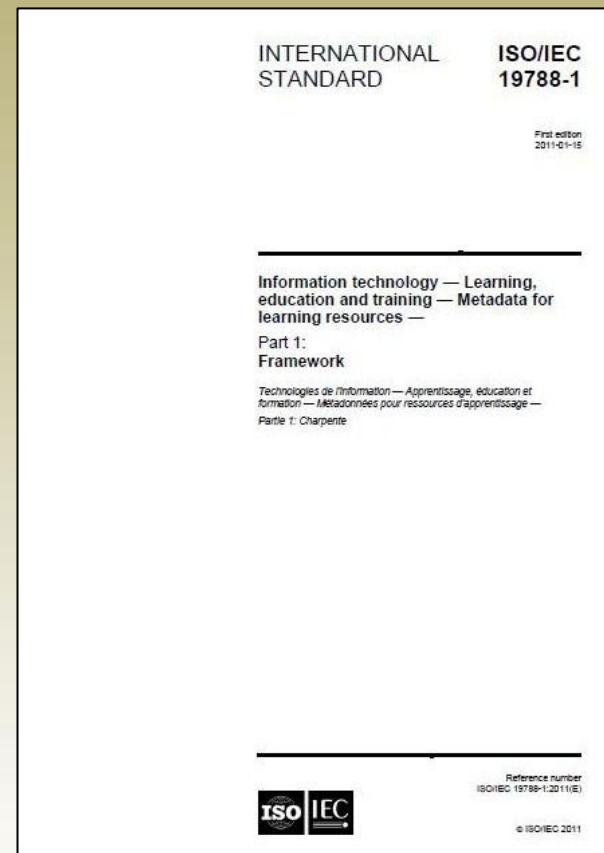 INTERNATIONAL
STANDARD
ISO/IEC
19788-1
First edition
2011-01-15
Information technology — Learning,
education and training — Metadata for
learning resources —
Part 1:
Framework
Technologies de l'information — Apprentissage, éducation et
formation — Métadonnées pour ressources d'apprentissage —
Partie 1: Charpente
Reference number
ISO/IEC 19788-1:2011(E)
ISO IEC
© ISO/IEC 2011